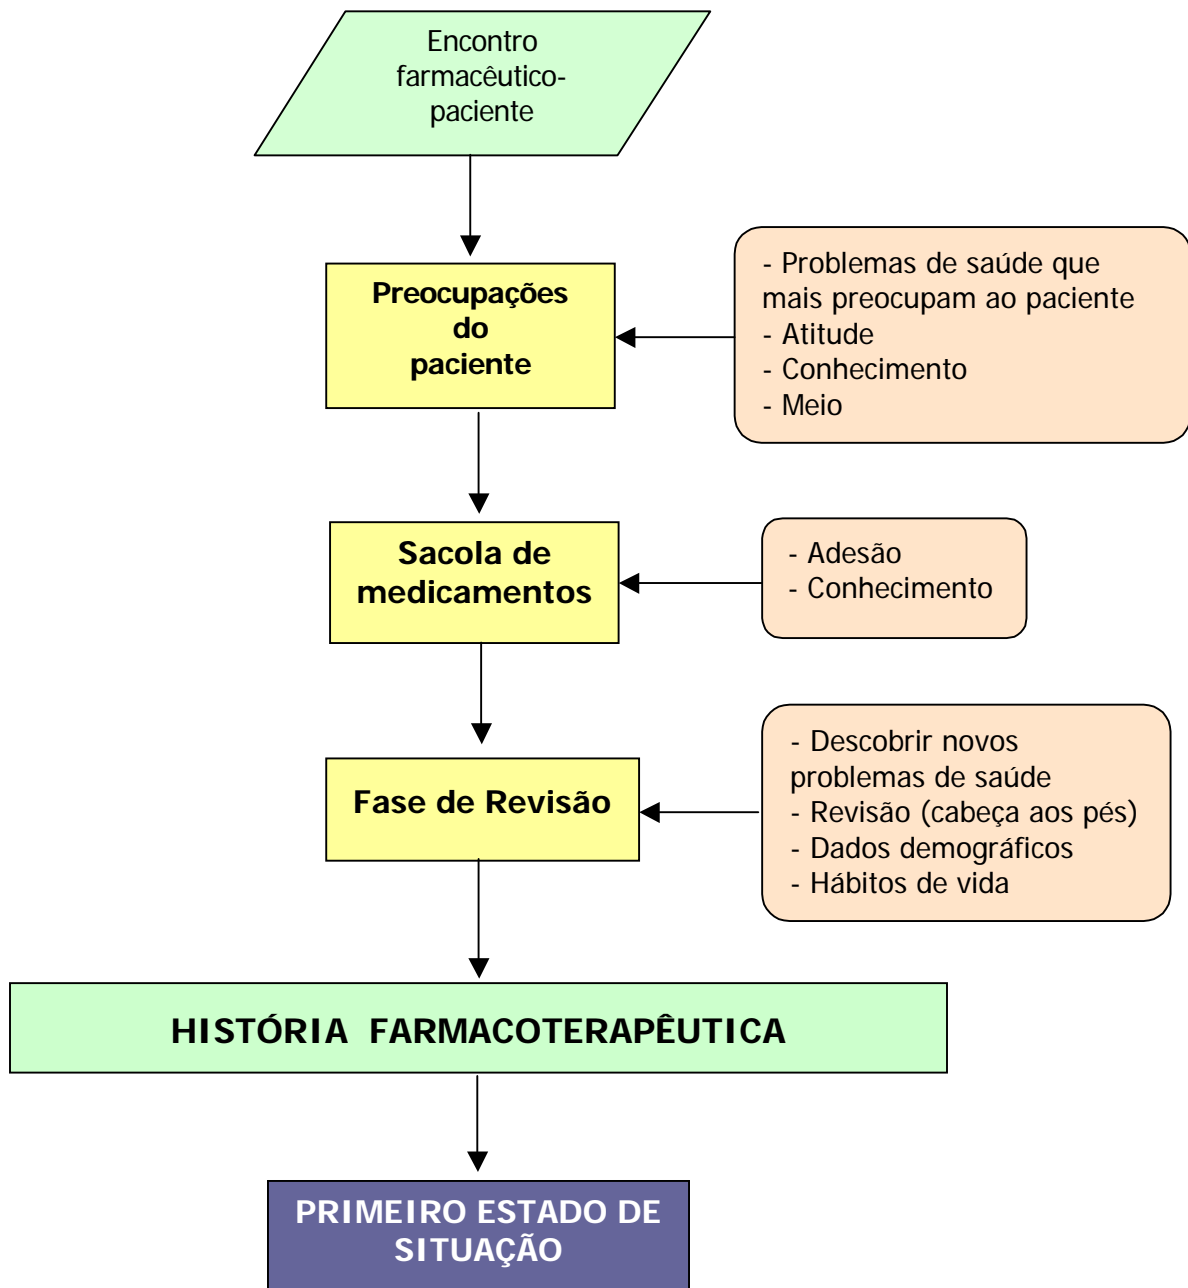 Encontro
farmacêutico-
paciente
Preocupações
do
paciente
- Problemas de saúde que
mais preocupam ao paciente
- Atitude
- Conhecimento
- Meio
Sacola de
medicamentos
- Adesão
- Conhecimento
Fase de Revisão
- Descobrir novos
problemas de saúde
- Revisão (cabeça aos pés)
- Dados demográficos
- Hábitos de vida
HISTÓRIA FARMACOTERAPÊUTICA
PRIMEIRO ESTADO DE
SITUAÇÃO